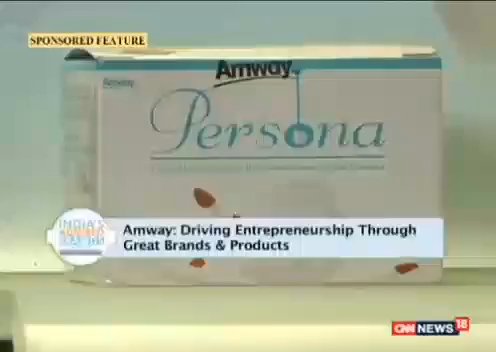 SPONSORED FEATURE
Amway
Amway
Persona
INDIA'S
Amway: Driving Entrepreneurship Through
Great Brands & Products
CNN NEWS 18